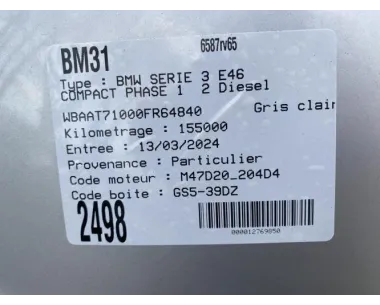 6587rv65
BM31
Type : BMW SERIE 3 E46
COMPACT PHASE 1 2 Diesel
WBAAT71000FR64840 Gris clair
Kilometrage : 155000
Entree : 13/03/2024
Provenance : Particulier
Code moteur : M47D20_204D4
Code boite : GS5-39DZ
2498
000012769050